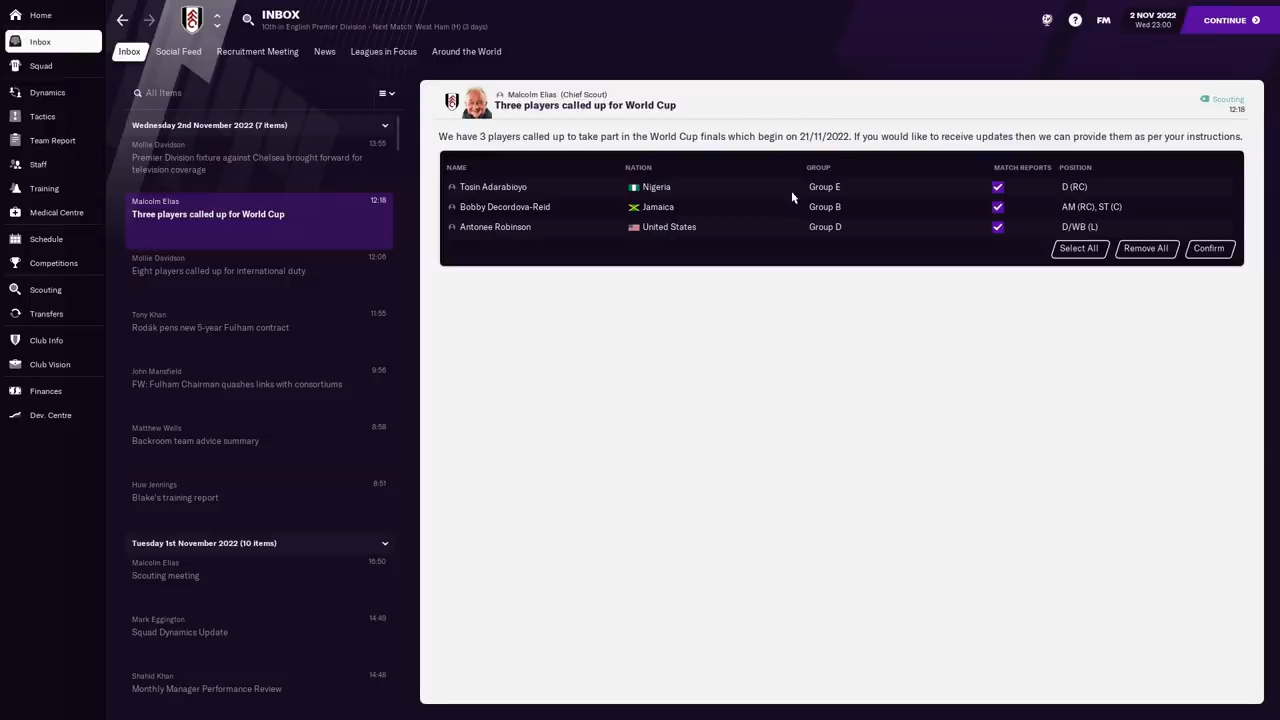 Home
Inbox
Squad
Dynamics
Tactics
Team Report
Staff
Training
Medical Centre
Schedule
Competitions
Scouting
Transfers
Club Info
Club Vision
Finances
Dev. Centre
INBOX
10th in English Premier Division - Next Match: West Ham (H) (3 days)
?
FM
2 NOV 2022
Wed 23:00
CONTINUE
Inbox
Social Feed
Recruitment Meeting
News
Leagues in Focus
Around the World
All Items
Wednesday 2nd November 2022 (7 items)
Mollie Davidson 13:55
Premier Division fixture against Chelsea brought forward for
television coverage
Malcolm Elias 12:18
Three players called up for World Cup
Mollie Davidson 12:06
Eight players called up for international duty
Tony Khan 11:55
Rodák pens new 5-year Fulham contract
John Mansfield 9:56
FW: Fulham Chairman quashes links with consortiums
Matthew Wells 8:58
Backroom team advice summary
Huw Jennings 8:51
Blake's training report
Tuesday 1st November 2022 (10 items)
Malcolm Elias 16:50
Scouting meeting
Mark Eggington 14:49
Squad Dynamics Update
Shahid Khan 14:48
Monthly Manager Performance Review
Malcolm Elias (Chief Scout)
Three players called up for World Cup
Scouting
12:18
We have 3 players called up to take part in the World Cup finals which begin on 21/11/2022. If you would like to receive updates then we can provide them as per your instructions.
NAME NATION GROUP MATCH REPORTS POSITION
Tosin Adarabioyo Nigeria Group E D (RC)
Bobby Decordova-Reid Jamaica Group B AM (RC), ST (C)
Antonee Robinson United States Group D D/WB (L)
Select All Remove All Confirm